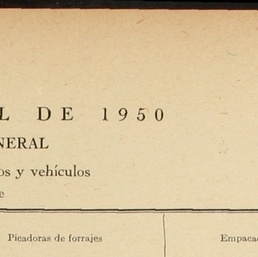 L DE 1950
NERAL
os y vehículos
e
Picadoras de forrajes
Empaca